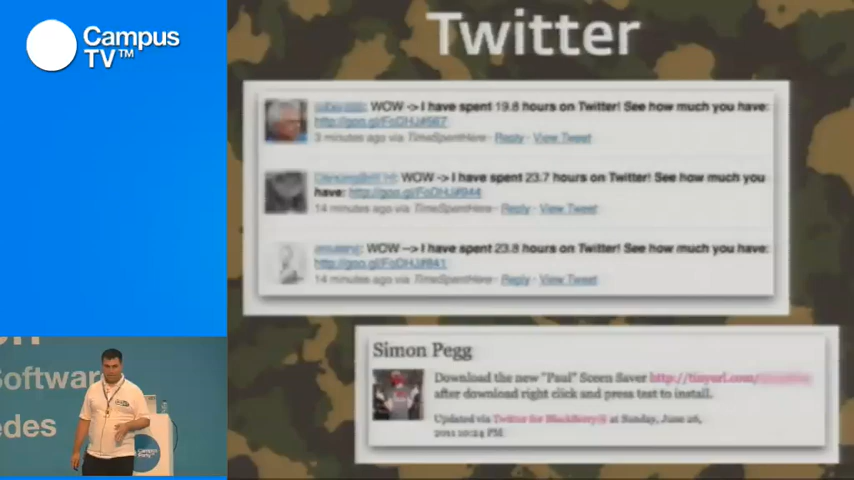 Campus
TV™
Twitter
WOW -> I have spent 19.8 hours on Twitter! See how much you have:
3 minutes ago via TimeSpentHere · Reply · View Tweet
WOW -> I have spent 23.7 hours on Twitter! See how much you
have:
14 minutes ago via TimeSpentHere · Reply · View Tweet
WOW -> I have spent 23.8 hours on Twitter! See how much you have:
14 minutes ago via TimeSpentHere · Reply · View Tweet
Simon Pegg
Download the new "Paul" Sceen Saver http://tinyurl.com/
after download right click and press test to install.
Updated via Twitter for BlackBerry® at Sunday, June 26,
2011 10:24 PM
Softwar
edes
Campus
Party